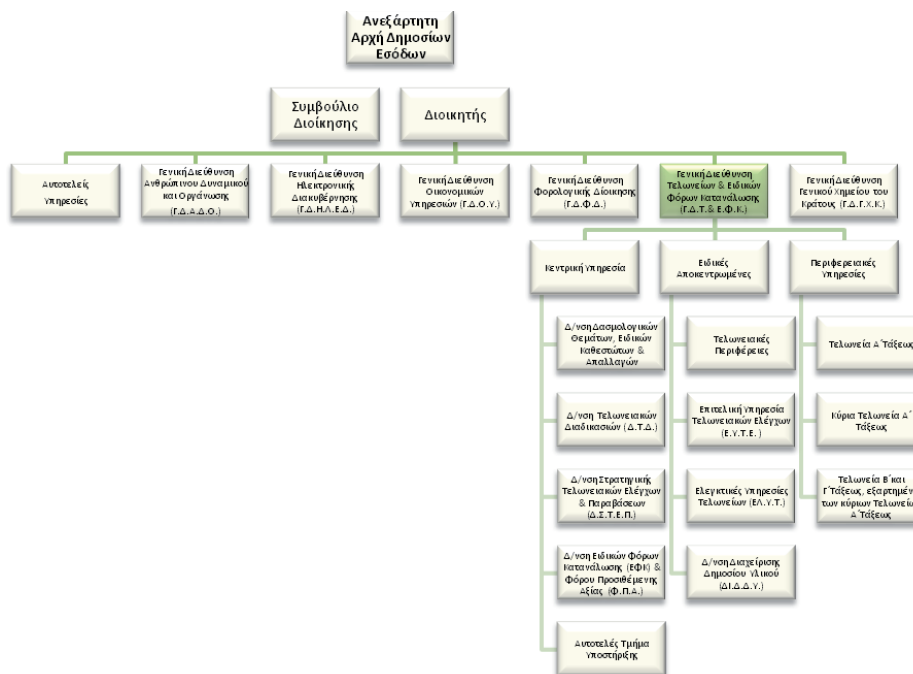 Ανεξάρτητη
Αρχή Δημοσίων
Εσόδων
Συμβούλιο
Διοίκησης
Διοικητής
Αυτοτελείς
Υπηρεσίες
Γενική Διεύθυνση
Ανθρώπινου Δυναμικού
και Οργάνωσης
(Γ.Δ.Α.Δ.Ο.)
Γενική Διεύθυνση
Ηλεκτρονικής
Διακυβέρνησης
(Γ.Δ.Η.ΛΕ.Δ.)
Γενική Διεύθυνση
Οικονομικών
Υπηρεσιών (Γ.Δ.Ο.Υ.)
Γενική Διεύθυνση
Φορολογικής Διοίκησης
(Γ.Δ.Φ.Δ.)
Γενική Διεύθυνση
Τελωνείων & Ειδικών
Φόρων Κατανάλωσης
(Γ.Δ.Τ.& Ε.Φ.Κ.)
Γενική Διεύθυνση
Γενικού Χημείου του
Κράτους (Γ.Δ.Γ.Χ.Κ.)
Κεντρική Υπηρεσία
Ειδικές
Αποκεντρωμένες
Περιφερειακές
Υπηρεσίες
Δ/νση Δασμολογικών
Θεμάτων, Ειδικών
Καθεστώτων &
Απαλλαγών
Τελωνειακές
Περιφέρειες
Τελωνεία Α΄Τάξεως
Δ/νση Τελωνειακών
Διαδικασιών (Δ.Τ.Δ.)
Επιτελική Υπηρεσία
Τελωνειακών Ελέγχων
(Ε.Υ.Τ.Ε. )
Κύρια Τελωνεία Α΄
Τάξεως
Δ/νση Στρατηγικής
Τελωνειακών Ελέγχων
& Παραβάσεων
(Δ.Σ.Τ.Ε.Π.)
Ελεγκτικές Υπηρεσίες
Τελωνείων (ΕΛ.Υ.Τ.)
Τελωνεία Β΄και
Γ΄Τάξεως, εξαρτημέν
των κύριων Τελωνείω
Α΄Τάξεως
Δ/νση Ειδικών Φόρων
Κατανάλωσης (ΕΦΚ) &
Φόρου Προσιθέμενης
Αξίας (Φ.Π.Α.)
Δ/νση Διαχείρισης
Δημοσίου Υλικού
(ΔΙ.Δ.Δ.Υ.)
Αυτοτελές Τμήμα
Υποστήριξης